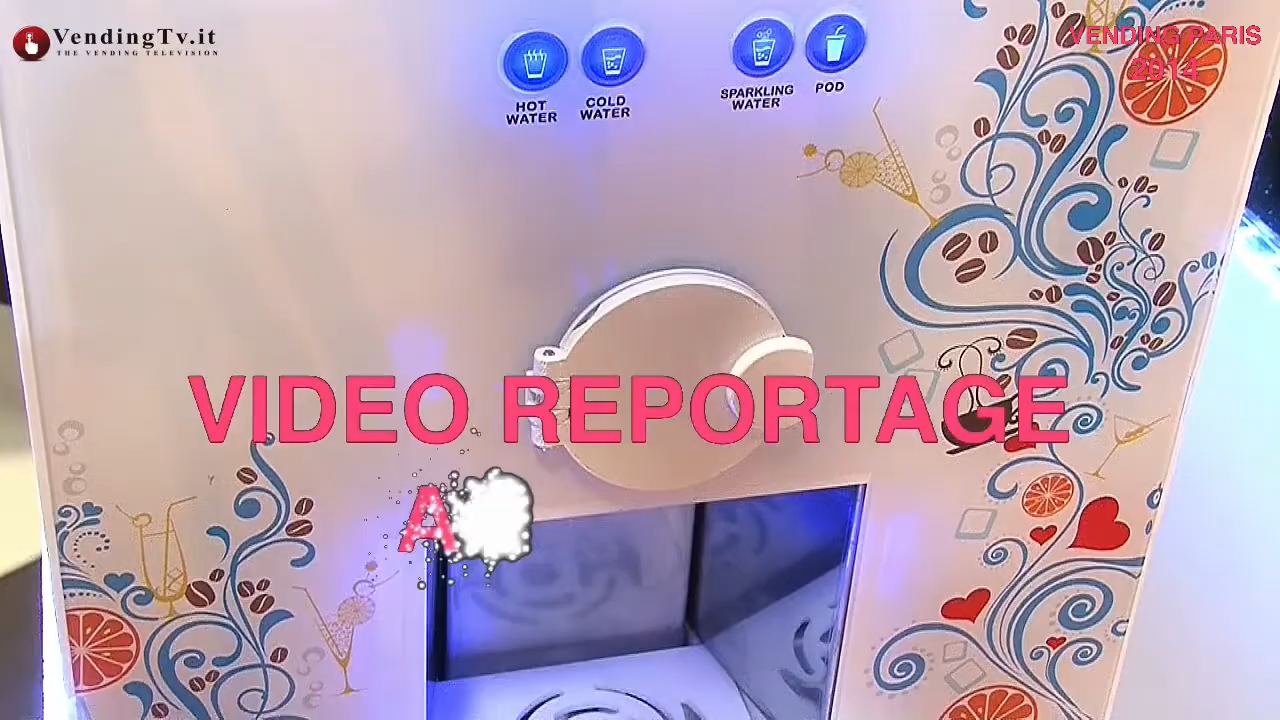 VendingTv.it
THE VENDING TELEVISION
VENDING PARIS
2014
HOT
WATER
COLD
WATER
SPARKLING
WATER
POD
VIDEO REPORTAGE
A